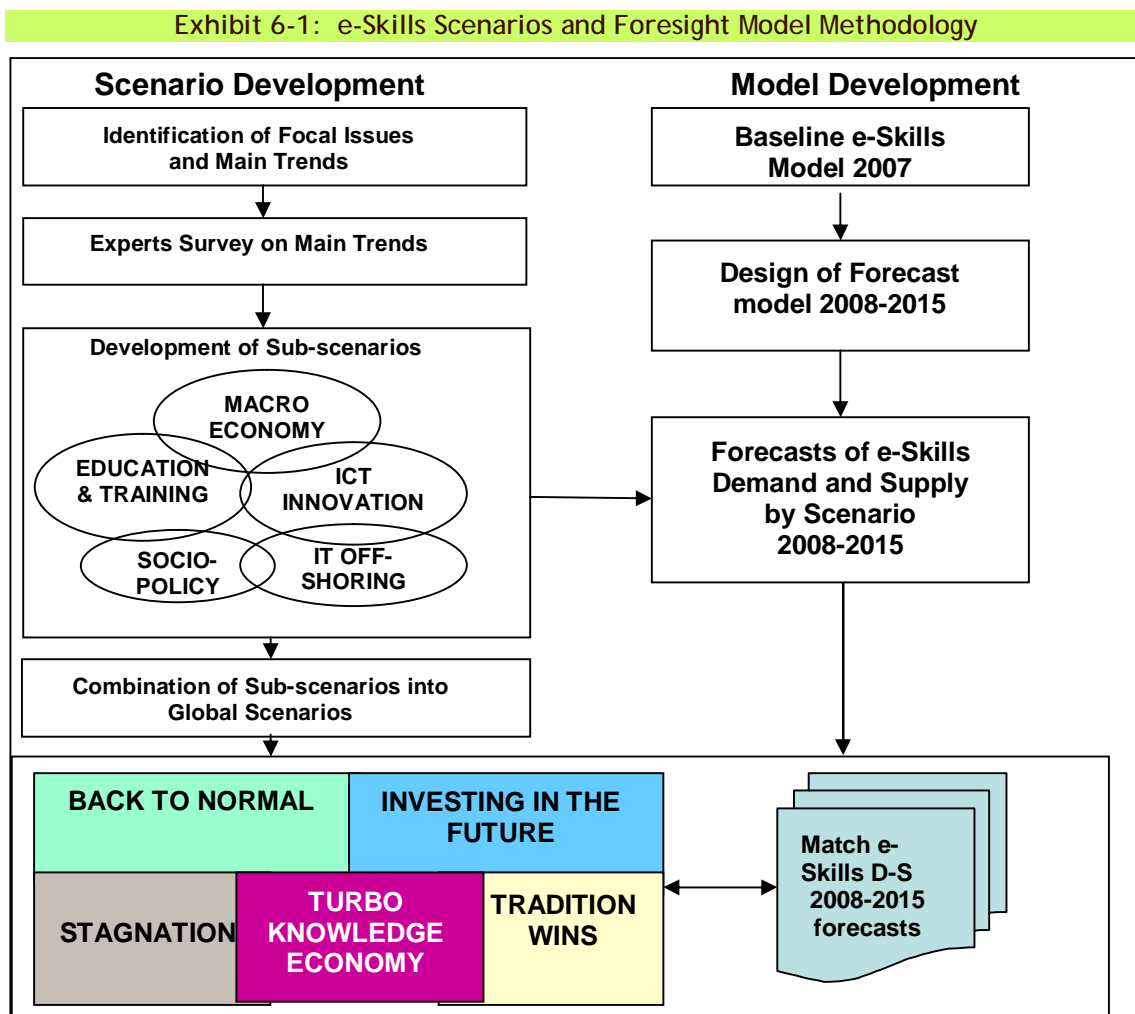 Exhibit 6-1: e-Skills Scenarios and Foresight Model Methodology
Scenario Development
Identification of Focal Issues
and Main Trends
Experts Survey on Main Trends
Development of Sub-scenarios
MACRO
ECONOMY
EDUCATION
& TRAINING
ICT
INNOVATION
SOCIO-
POLICY
IT OFF-
SHORING
Combination of Sub-scenarios into
Global Scenarios
Model Development
Baseline e-Skills
Model 2007
Design of Forecast
model 2008-2015
Forecasts of e-Skills
Demand and Supply
by Scenario
2008-2015
BACK TO NORMAL
INVESTING IN THE
FUTURE
STAGNATION
TURBO
KNOWLEDGE
ECONOMY
TRADITION
WINS
Match e-
Skills D-S
2008-2015
forecasts